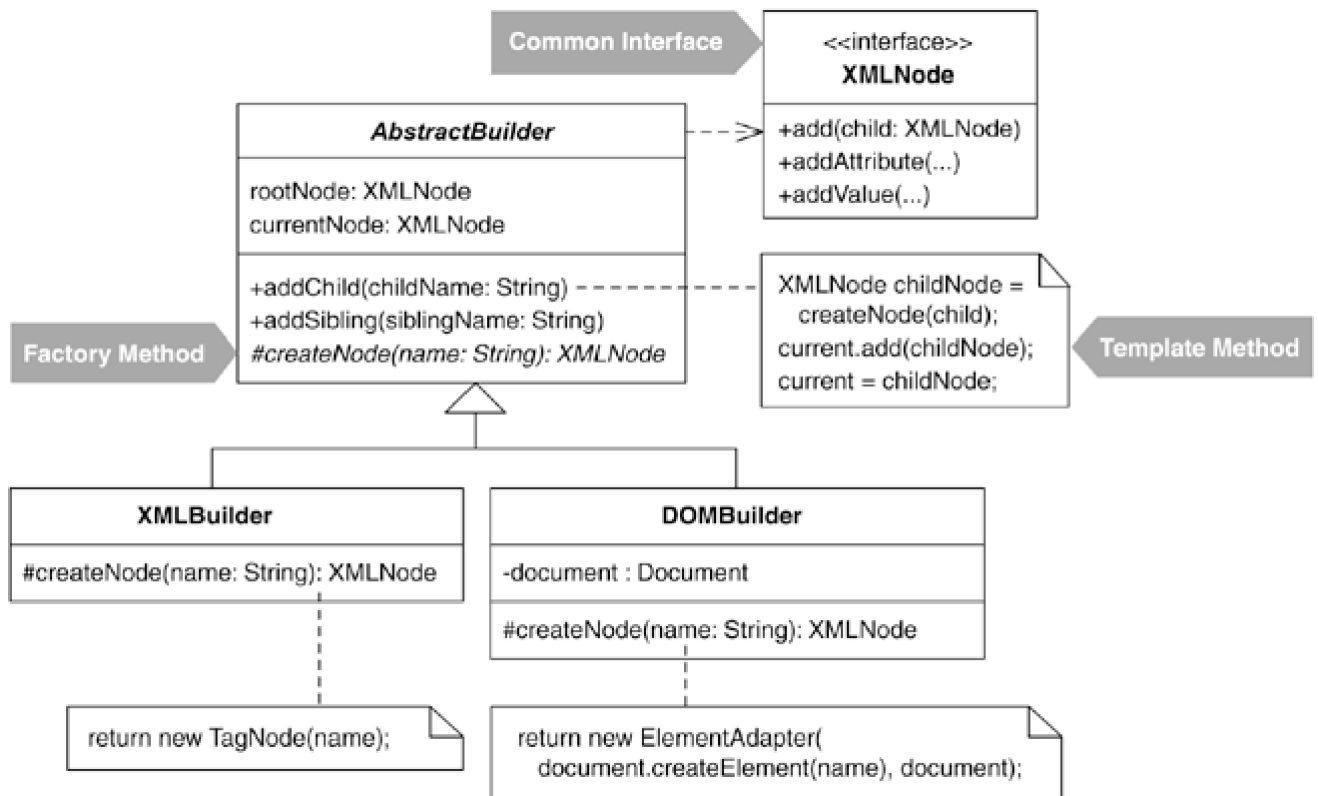 Common Interface
<<interface>>
XMLNode
+add(child: XMLNode)
+addAttribute(...)
+addValue(...)
AbstractBuilder
rootNode: XMLNode
currentNode: XMLNode
+addChild(childName: String)
+addSibling(siblingName: String)
#createNode(name: String): XMLNode
Factory Method
XMLNode childNode =
createNode(child);
current.add(childNode);
current = childNode;
Template Method
XMLBuilder
#createNode(name: String): XMLNode
return new TagNode(name);
DOMBuilder
-document : Document
#createNode(name: String): XMLNode
return new ElementAdapter(
document.createElement(name), document);